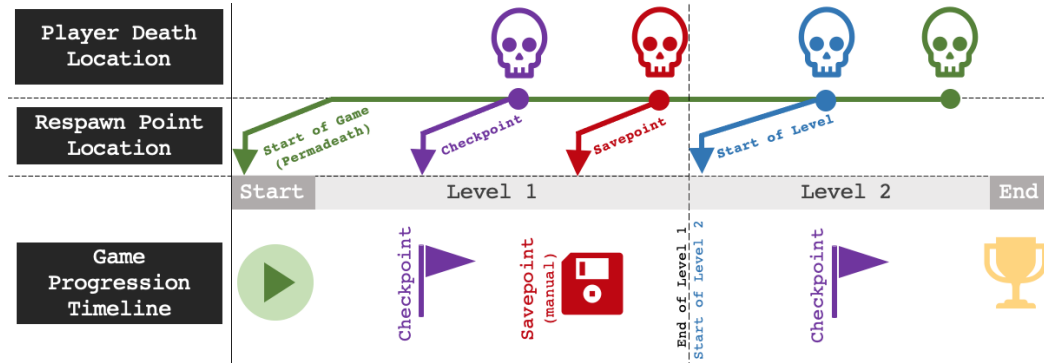 Player Death
Location
Respawn Point
Location
Start of Game
(Permadeath)
Checkpoint
Savepoint
Start of Level
Start
Level 1
Level 2
End
Game
Progression
Timeline
Checkpoint
Savepoint
(manual)
End of Level 1
Start of Level 2
Checkpoint